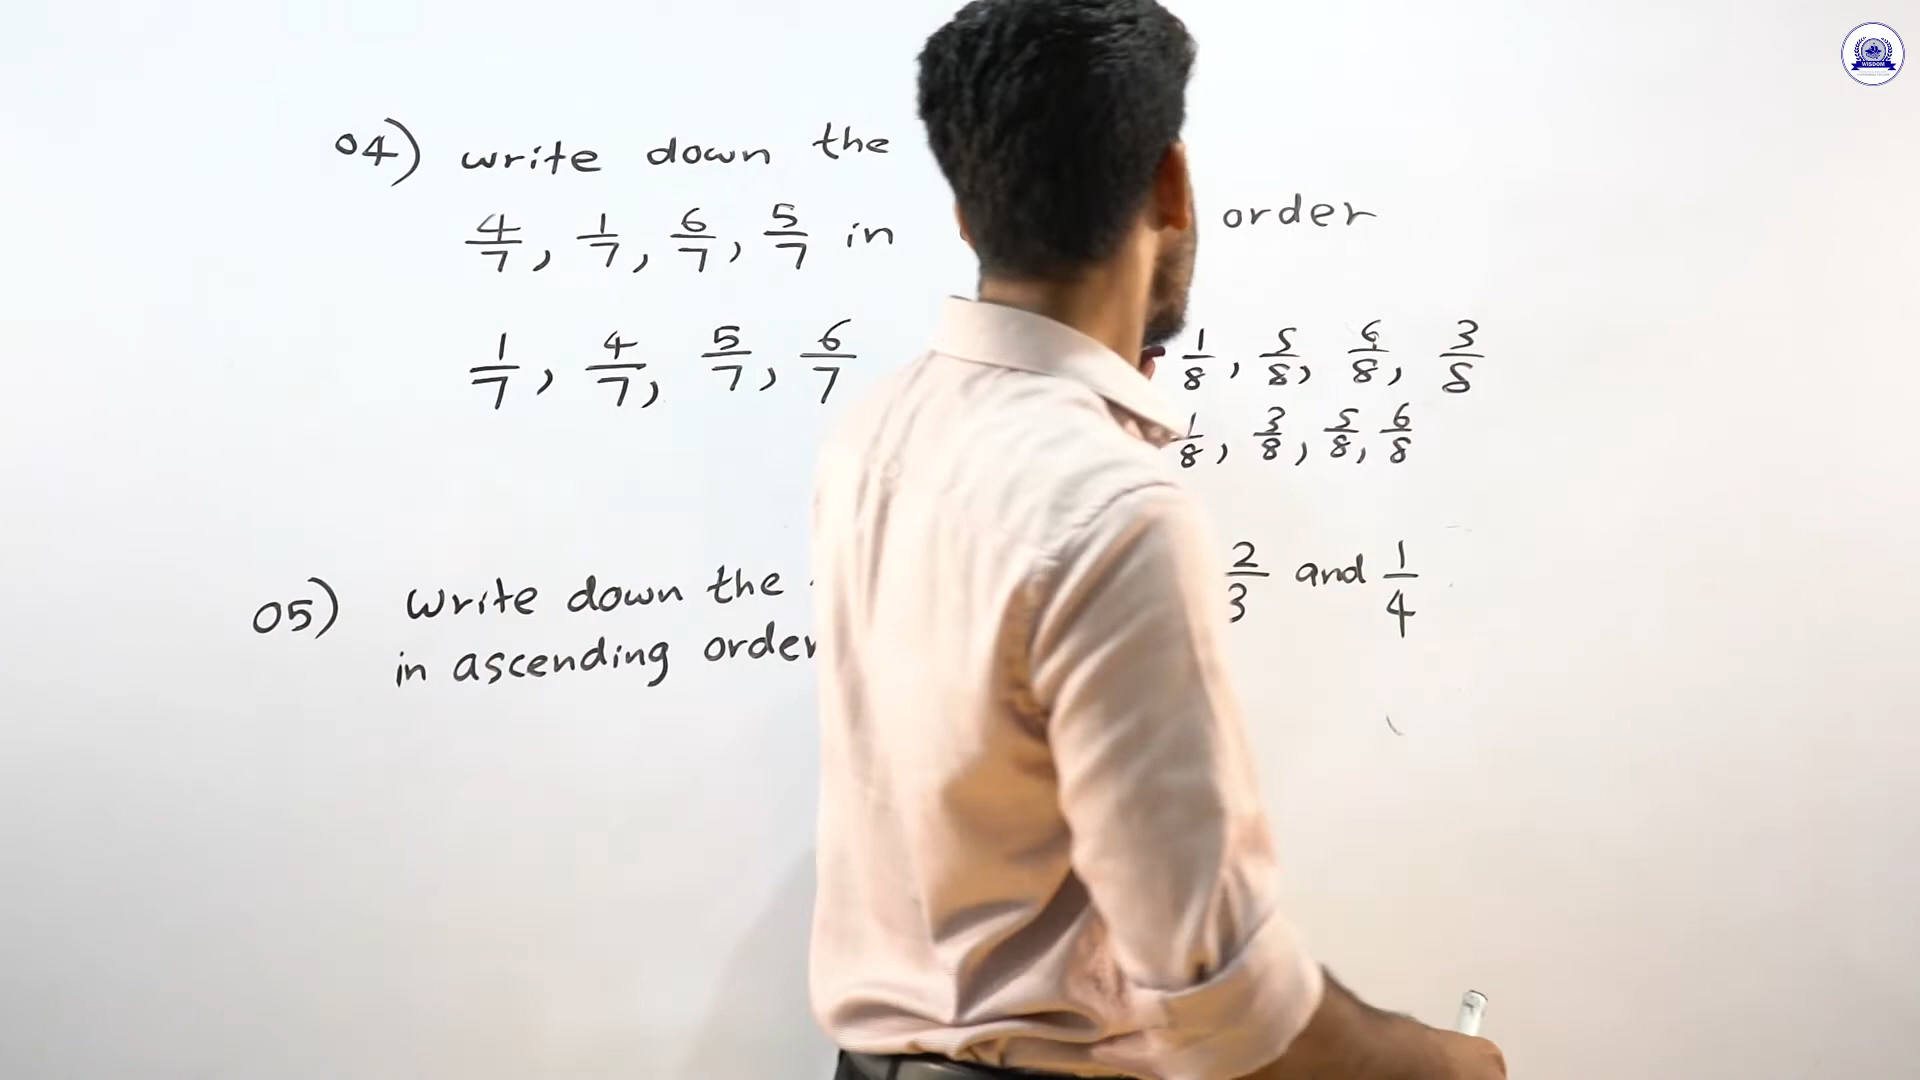 04) write down the
4/7, 1/7, 6/7, 5/7 in order
1/7, 4/7, 5/7, 6/7
1/8, 5/8, 6/8, 3/8
1/8, 3/8, 5/8, 6/8
05) Write down the 2/3 and 1/4
in ascending order
WISDOM